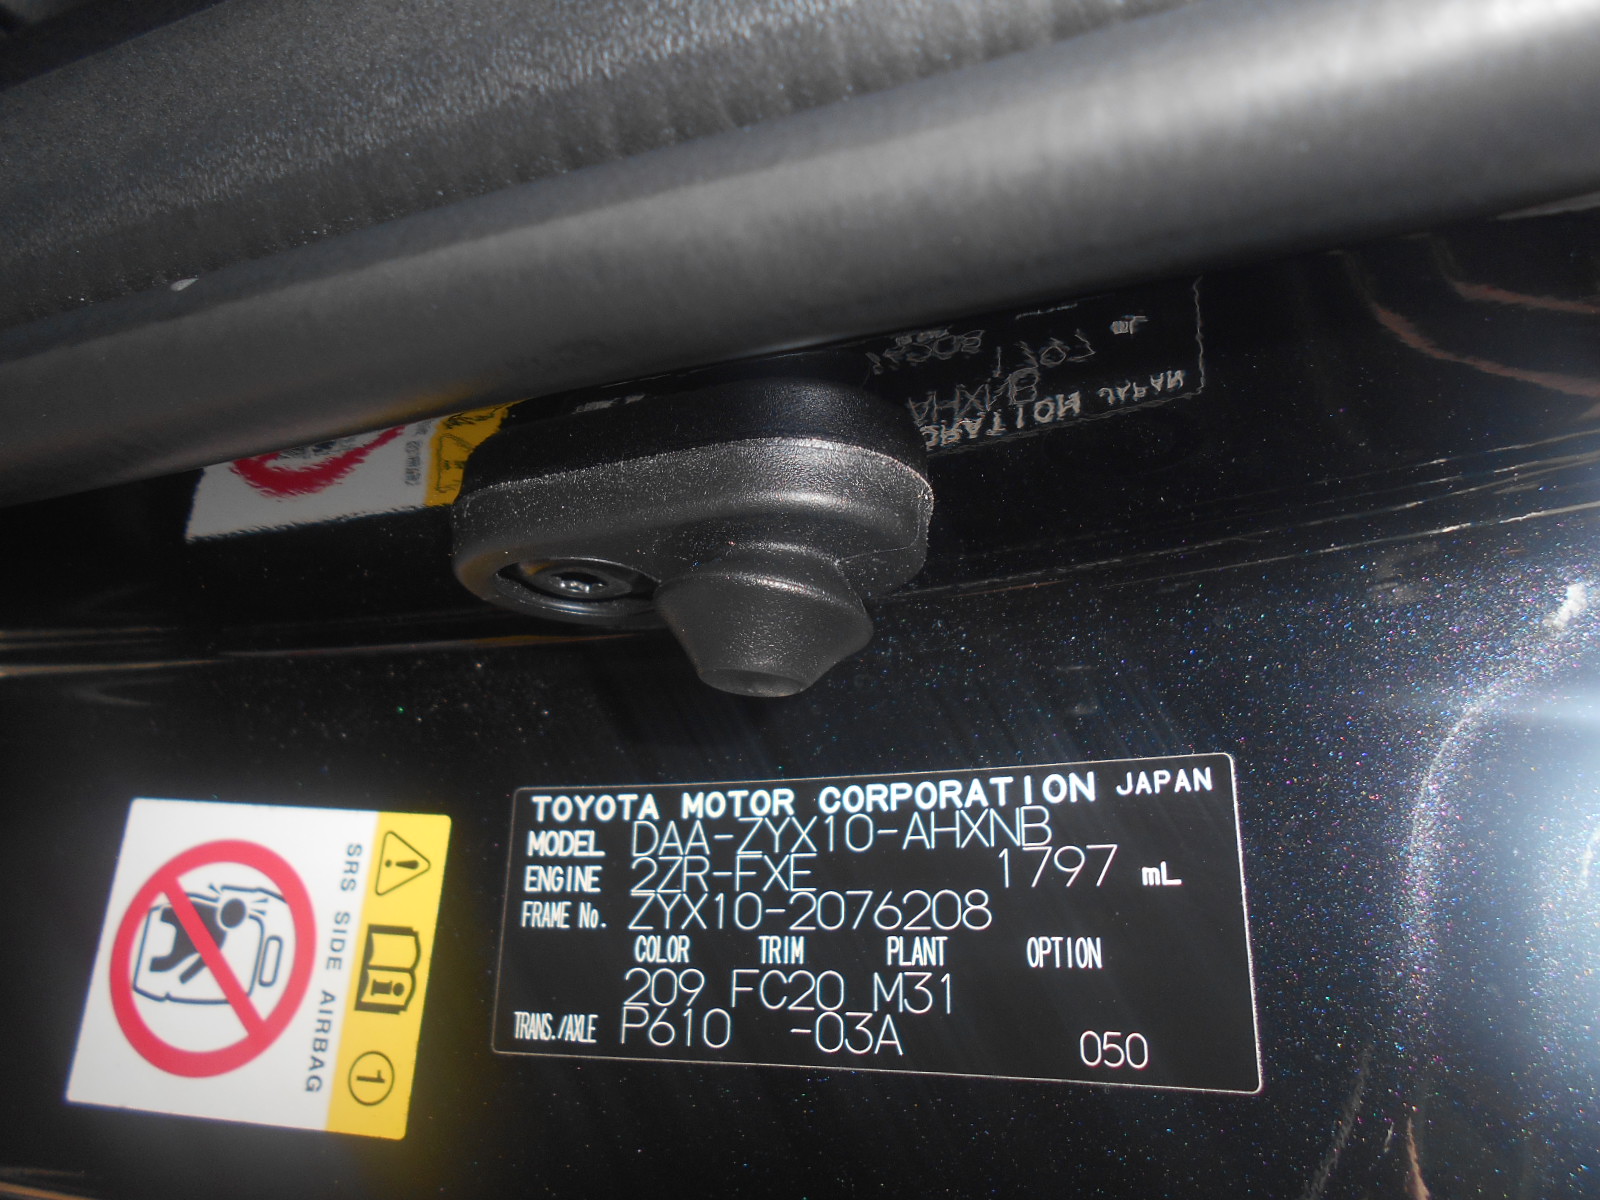 TOYOTA MOTOR CORPORATION JAPAN
MODEL DAA-ZYX10-AHXNB
ENGINE 2ZR-FXE 1797 mL
FRAME No. ZYX10-2076208
COLOR TRIM PLANT OPTION
209 FC20 M31
TRANS./AXLE P610 -03A 050
SRS SIDE AIRBAG
1